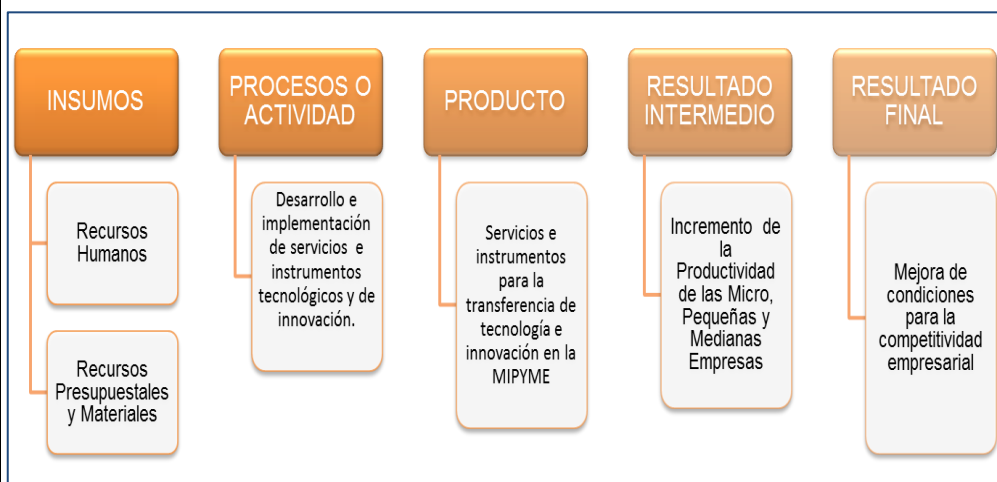 INSUMOS
Recursos
Humanos
Recursos
Presupuestales
y Materiales
PROCESOS O
ACTIVIDAD
Desarrollo e
implementación
de servicios e
instrumentos
tecnológicos y de
innovación.
PRODUCTO
Servicios e
instrumentos
para la
transferencia de
tecnología e
innovación en la
MIPYME
RESULTADO
INTERMEDIO
Incremento de
la
Productividad
de las Micro,
Pequeñas y
Medianas
Empresas
RESULTADO
FINAL
Mejora de
condiciones
para la
competitividad
empresarial